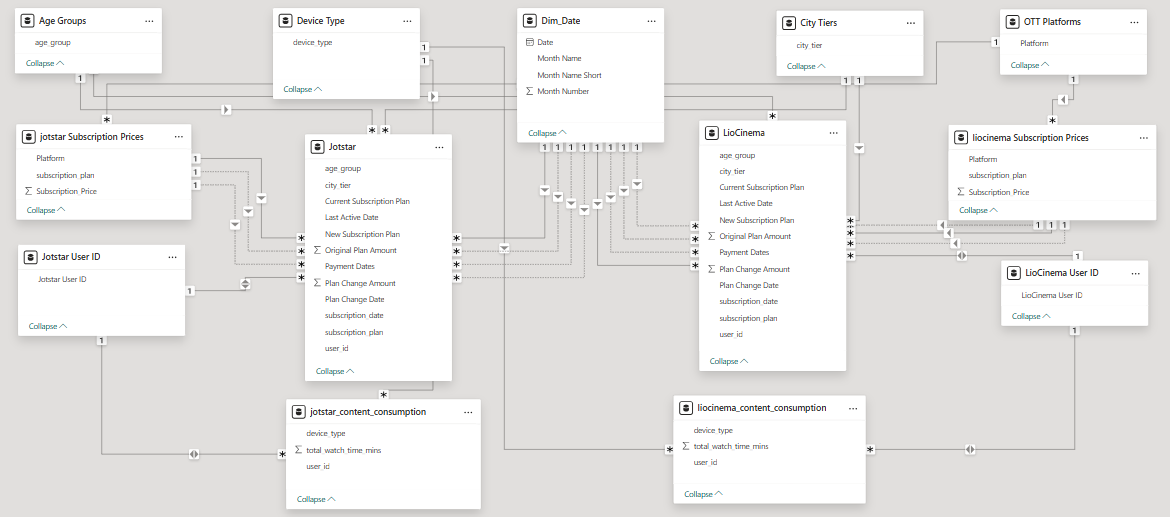 Age Groups
age_group
Collapse
Device Type
device_type
Collapse
Dim_Date
Date
Month Name
Month Name Short
Month Number
Collapse
City Tiers
city_tier
Collapse
OTT Platforms
Platform
Collapse
jotstar Subscription Prices
Platform
subscription_plan
Subscription_Price
Collapse
Jotstar
age_group
city_tier
Current Subscription Plan
Last Active Date
New Subscription Plan
Original Plan Amount
Payment Dates
Plan Change Amount
Plan Change Date
subscription_date
subscription_plan
user_id
Collapse
LioCinema
age_group
city_tier
Current Subscription Plan
Last Active Date
New Subscription Plan
Original Plan Amount
Payment Dates
Plan Change Amount
Plan Change Date
subscription_date
subscription_plan
user_id
Collapse
liocinema Subscription Prices
Platform
subscription_plan
Subscription_Price
Collapse
Jotstar User ID
Jotstar User ID
Collapse
LioCinema User ID
LioCinema User ID
Collapse
jotstar_content_consumption
device_type
total_watch_time_mins
user_id
Collapse
liocinema_content_consumption
device_type
total_watch_time_mins
user_id
Collapse